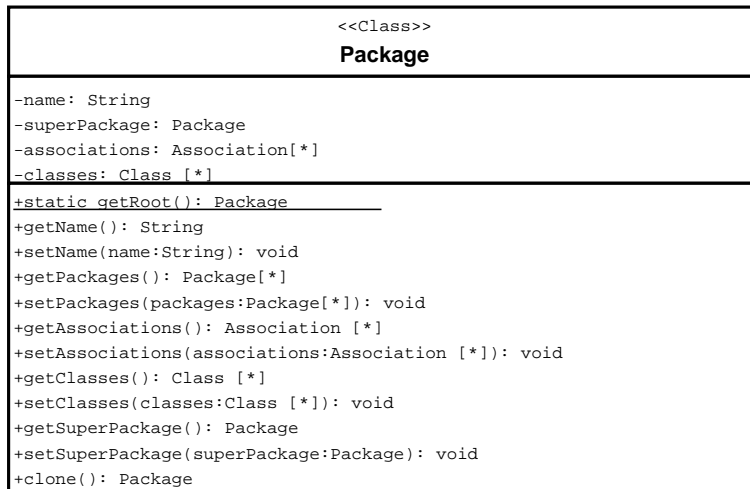 <<Class>>
Package
-name: String
-superPackage: Package
-associations: Association[*]
-classes: Class [*]
+static getRoot(): Package
+getName(): String
+setName(name:String): void
+getPackages(): Package[*]
+setPackages(packages:Package[*]): void
+getAssociations(): Association [*]
+setAssociations(associations:Association [*]): void
+getClasses(): Class [*]
+setClasses(classes:Class [*]): void
+getSuperPackage(): Package
+setSuperPackage(superPackage:Package): void
+clone(): Package